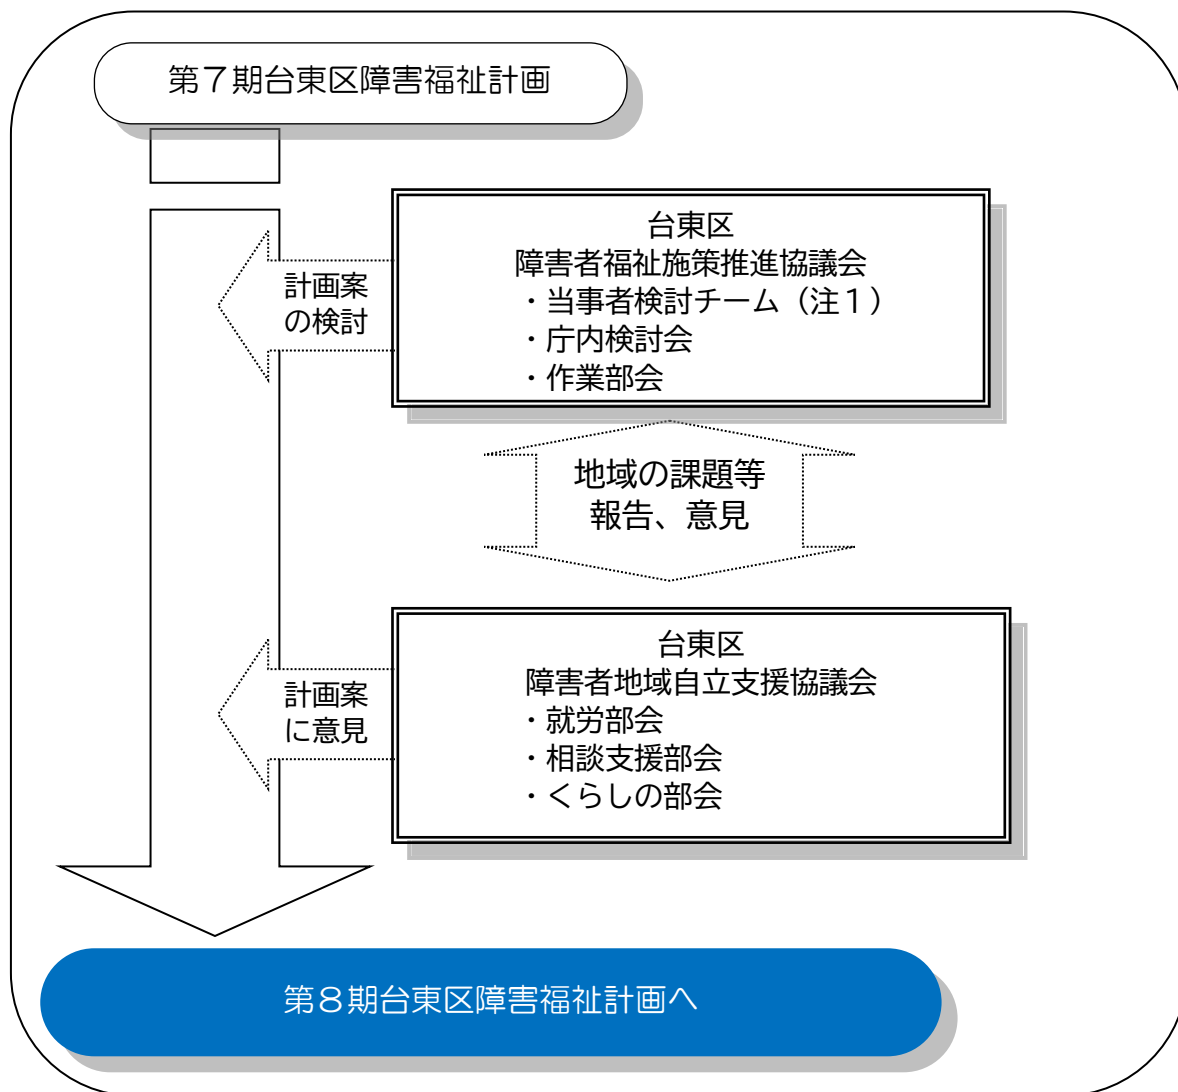 第７期台東区障害福祉計画
台東区
障害者福祉施策推進協議会
・当事者検討チーム（注１）
・庁内検討会
・作業部会
計画案
の検討
地域の課題等
報告、意見
台東区
障害者地域自立支援協議会
・就労部会
・相談支援部会
・くらしの部会
計画案
に意見
第８期台東区障害福祉計画へ